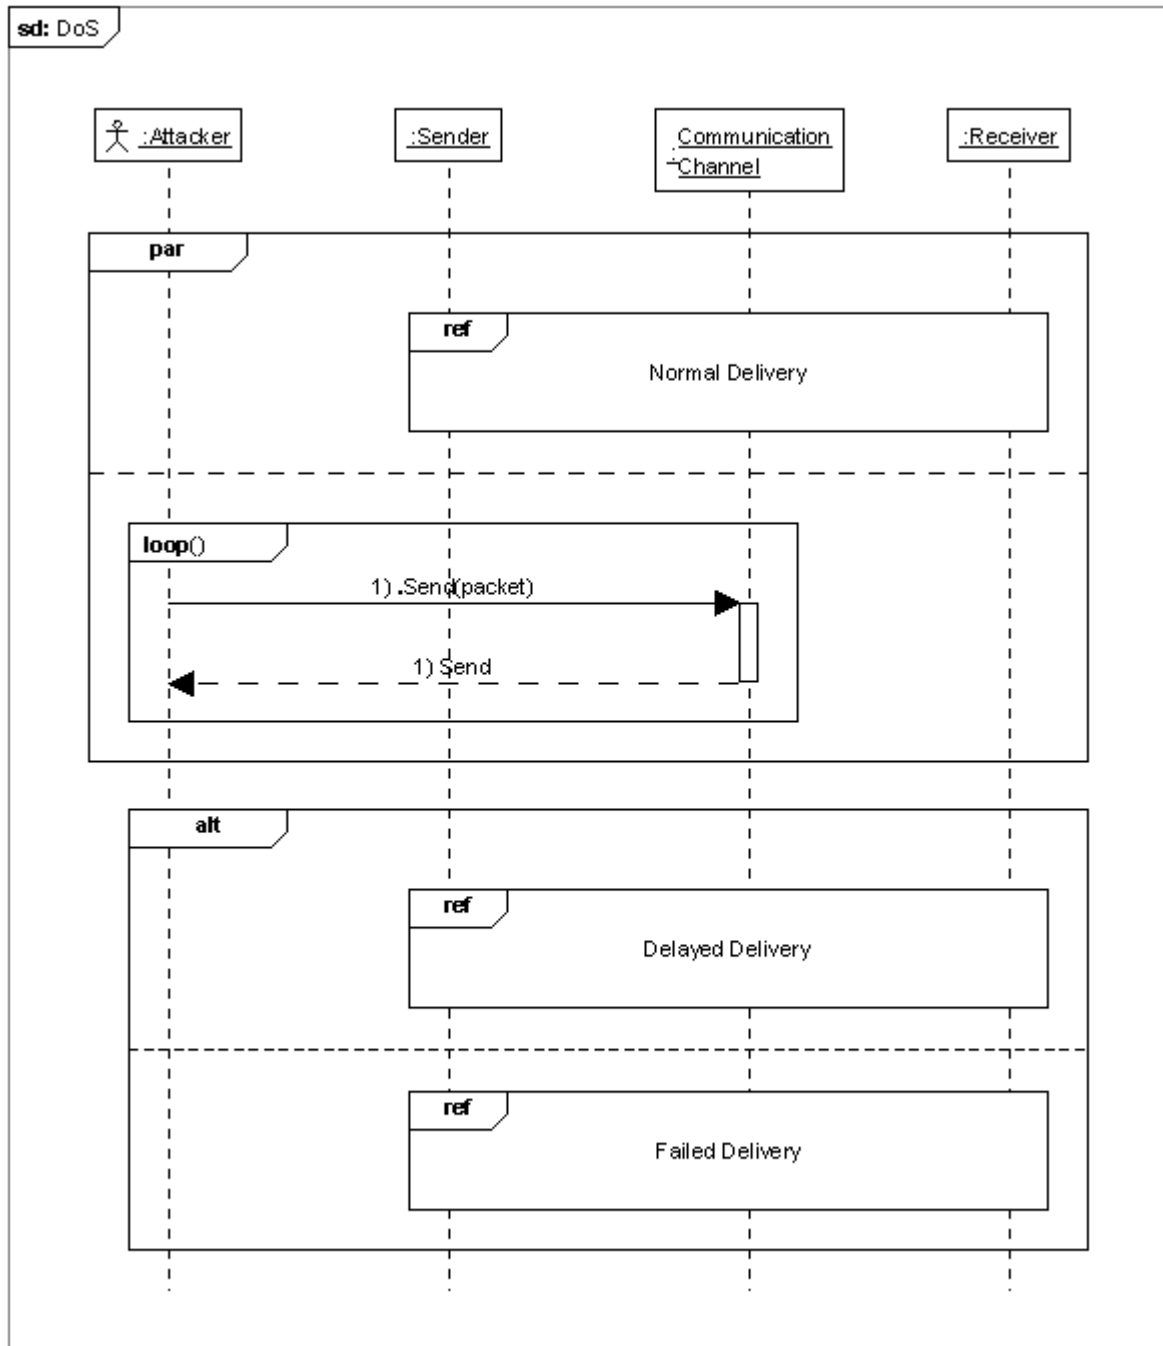 sd: DoS
:Attacker
:Sender
Communication
:
Channel
:Receiver
par
ref
Normal Delivery
loop()
1) .Send(packet)
1) Send
alt
ref
Delayed Delivery
ref
Failed Delivery